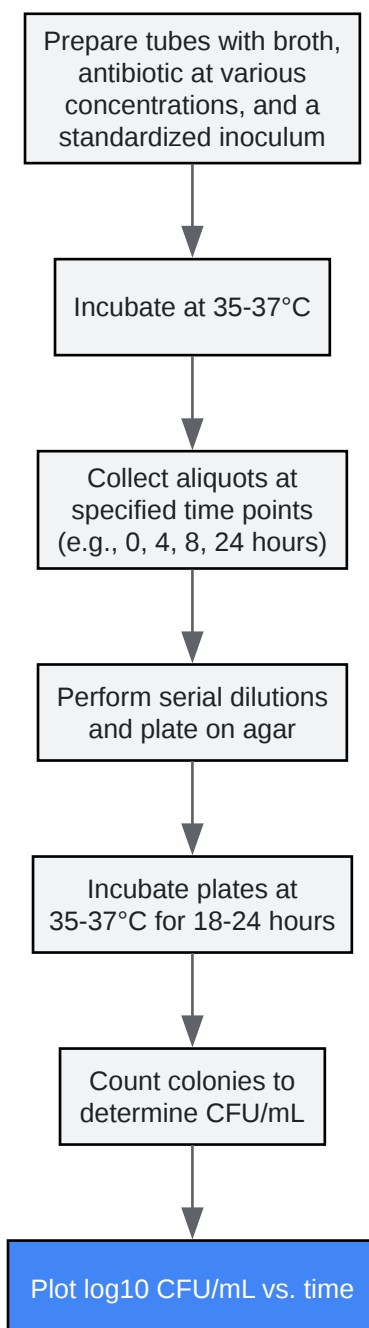 Prepare tubes with broth,
antibiotic at various
concentrations, and a
standardized inoculum
Incubate at 35-37°C
Collect aliquots at
specified time points
(e.g., 0, 4, 8, 24 hours)
Perform serial dilutions
and plate on agar
Incubate plates at
35-37°C for 18-24 hours
Count colonies to
determine CFU/mL
Plot log10 CFU/mL vs. time